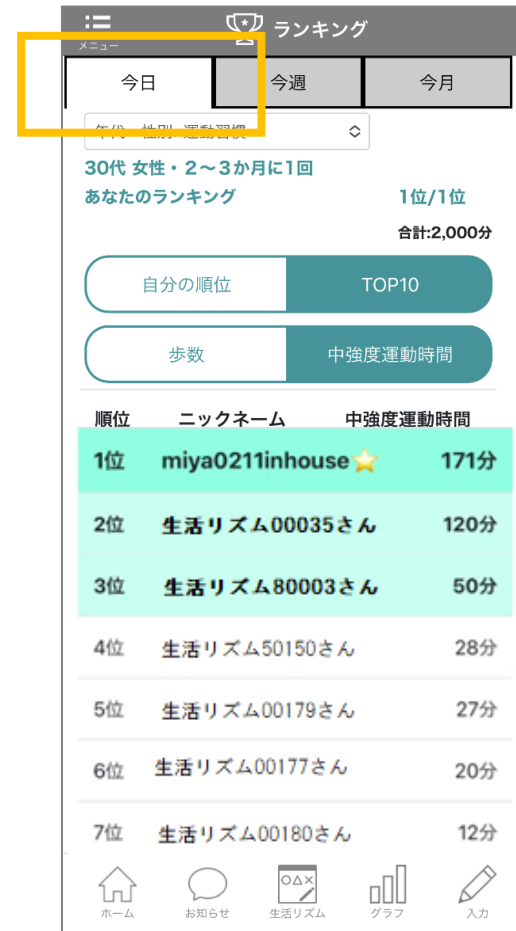 メニュー
ランキング
今日 今週 今月
年代 性別 運動習慣
30代 女性・2～3か月に1回
あなたのランキング 1位/1位
合計:2,000分
自分の順位 TOP10
歩数 中強度運動時間
順位 ニックネーム 中強度運動時間
1位 miya0211inhouse⭐ 171分
2位 生活リズム00035さん 120分
3位 生活リズム80003さん 50分
4位 生活リズム50150さん 28分
5位 生活リズム00179さん 27分
6位 生活リズム00177さん 20分
7位 生活リズム00180さん 12分
○△×
ホーム お知らせ 生活リズム グラフ 入力